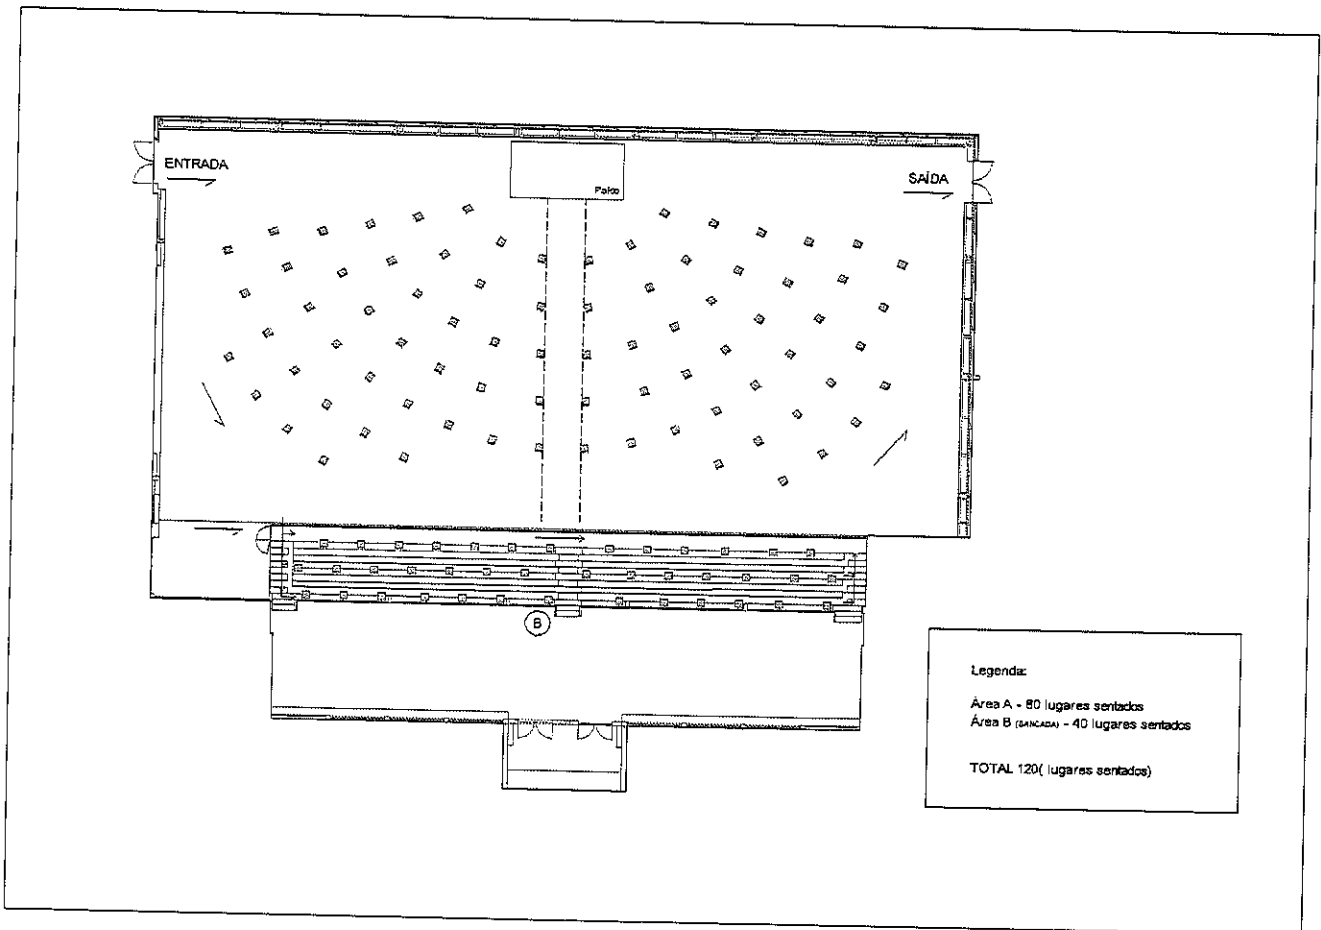 ENTRADA
SAÍDA
Palco
B
Legenda:
Área A - 80 lugares sentados
Área B (BANCADA) - 40 lugares sentados
TOTAL 120( lugares sentados)